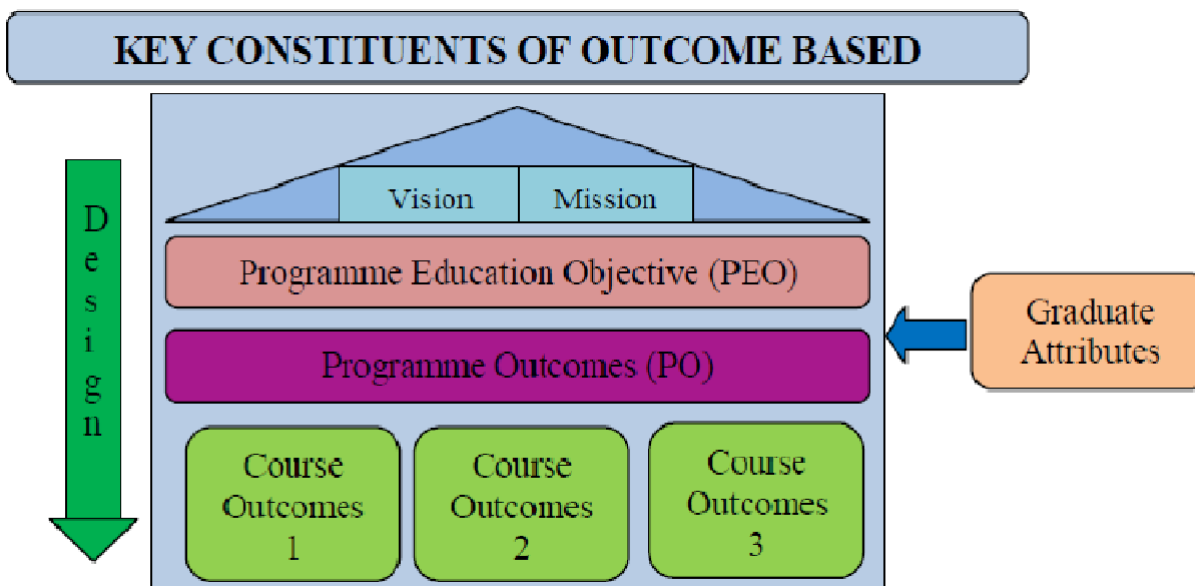 KEY CONSTITUENTS OF OUTCOME BASED
Vision
Mission
Design
Programme Education Objective (PEO)
Programme Outcomes (PO)
Graduate
Attributes
Course
Outcomes
1
Course
Outcomes
2
Course
Outcomes
3